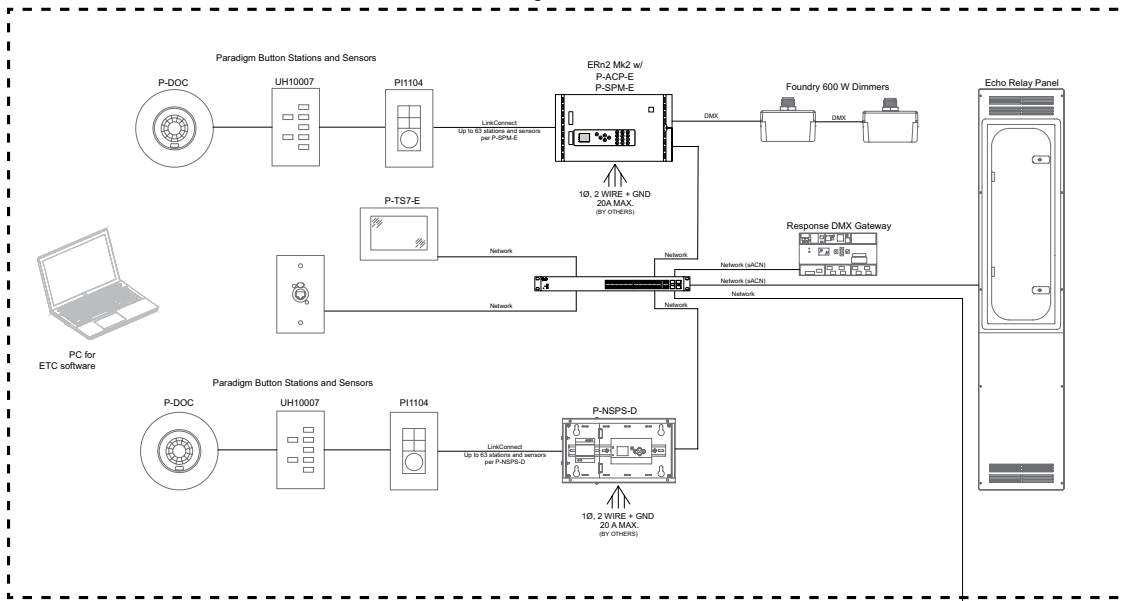 Paradigm Button Stations and Sensors
P-DOC
UH10007
PI1104
LinkConnect
Up to 63 stations and sensors
per P-SPM-E
ERn2 Mk2 w/
P-ACP-E
P-SPM-E
1Ø, 2 WIRE + GND
20A MAX.
(BY OTHERS)
DMX
Foundry 600 W Dimmers
DMX
Echo Relay Panel
P-TS7-E
Network
Network
Response DMX Gateway
Network (sACN)
Network (sACN)
Network
Network
Network
PC for
ETC software
Paradigm Button Stations and Sensors
P-DOC
UH10007
PI1104
LinkConnect
Up to 63 stations and sensors
per P-NSPS-D
P-NSPS-D
1Ø, 2 WIRE + GND
20 A MAX.
(BY OTHERS)